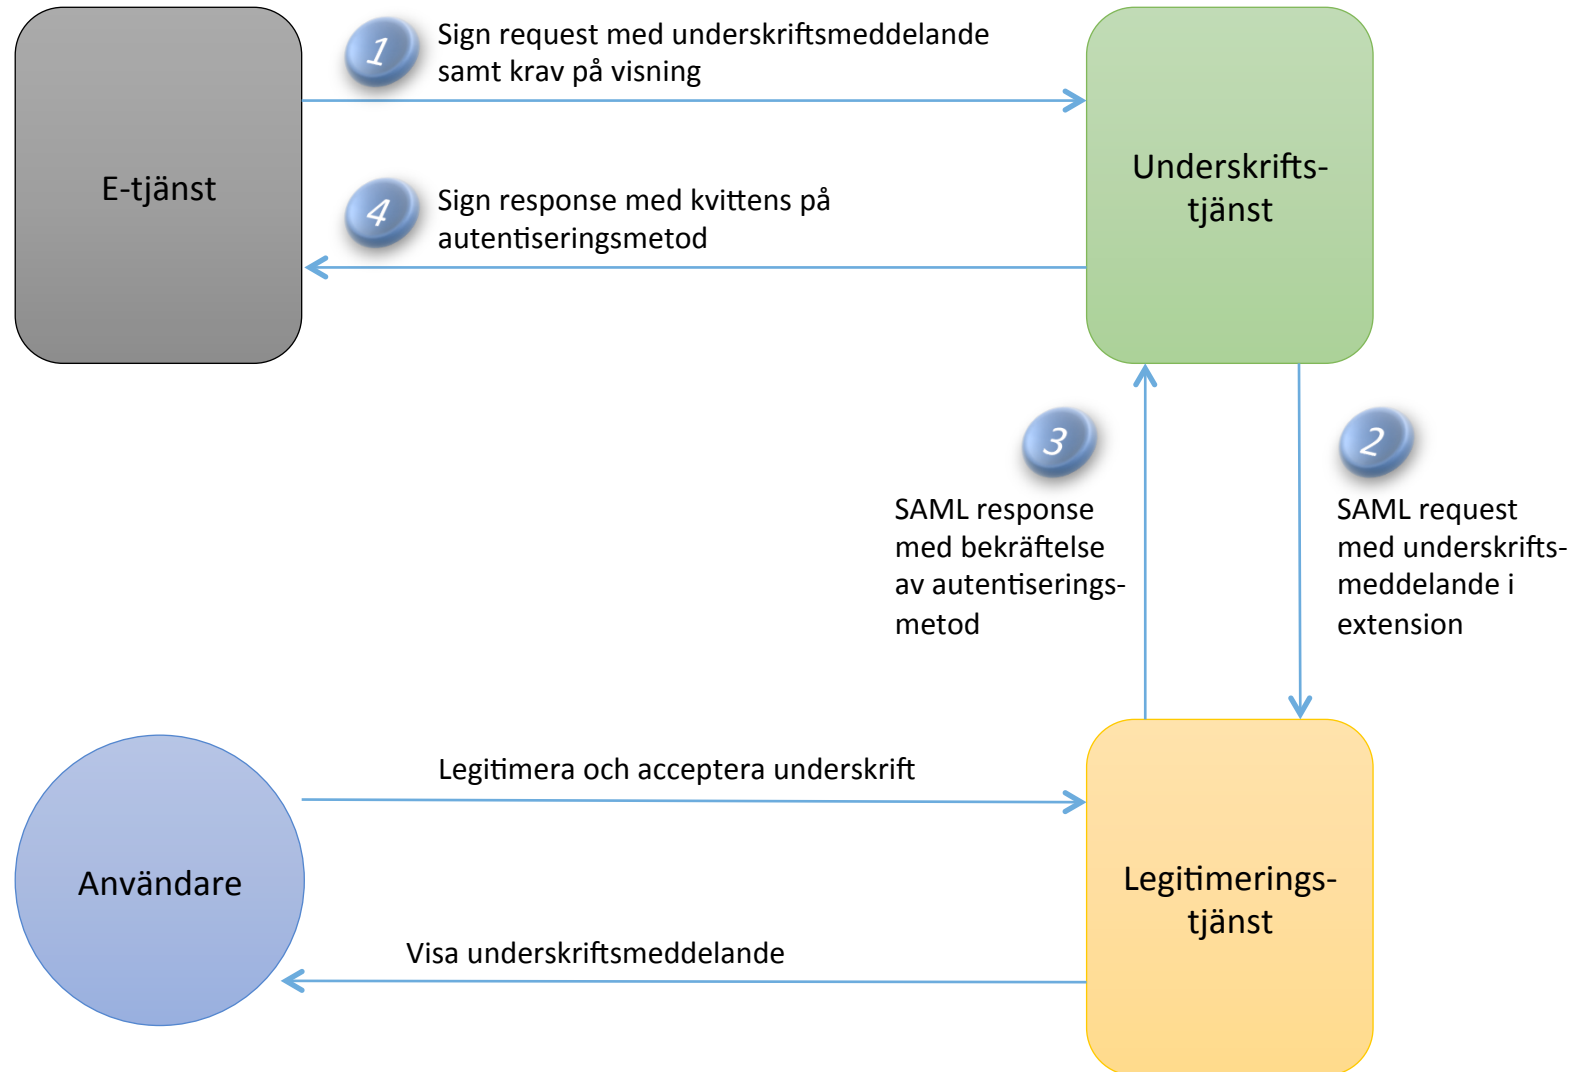 1
Sign request med underskriftsmeddelande
samt krav på visning
E-tjänst
Underskrifts-
tjänst
4
Sign response med kvittens på
autentiseringsmetod
3
SAML response
med bekräftelse
av autentiserings-
metod
2
SAML request
med underskrifts-
meddelande i
extension
Legitimera och acceptera underskrift
Användare
Legitimerings-
tjänst
Visa underskriftsmeddelande